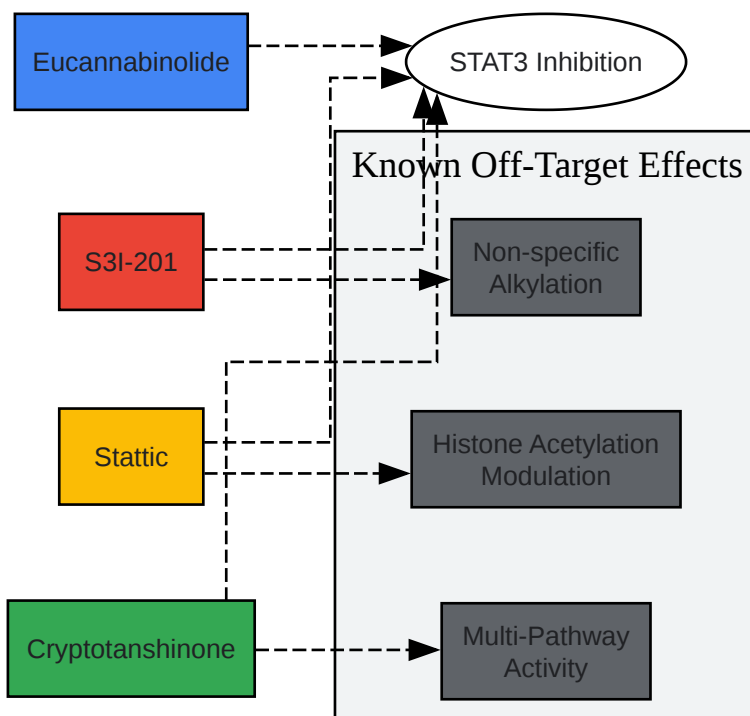 Eucannabinolide
STAT3 Inhibition
Known Off-Target Effects
S3I-201
Non-specific
Alkylation
Stattic
Histone Acetylation
Modulation
Cryptotanshinone
Multi-Pathway
Activity